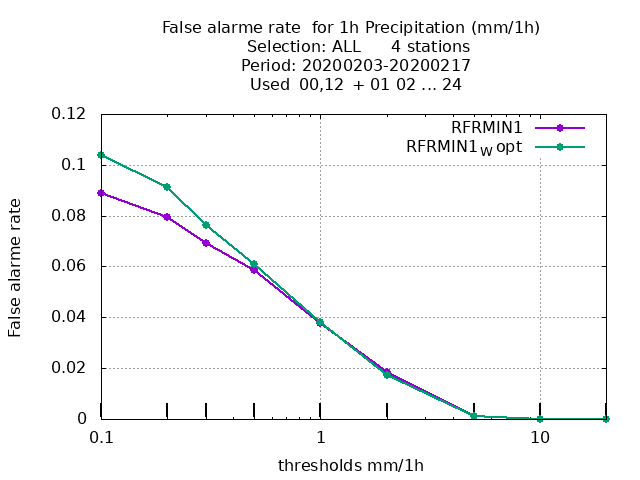 False alarme rate  for 1h Precipitation (mm/1h)
Selection: ALL      4 stations
Period: 20200203-20200217
Used  00,12  + 01 02 ... 24
RFRMIN1
RFRMIN1W opt
0.12
0.1
0.08
0.06
0.04
0.02
0
False alarme rate
0.1 1 10
thresholds mm/1h